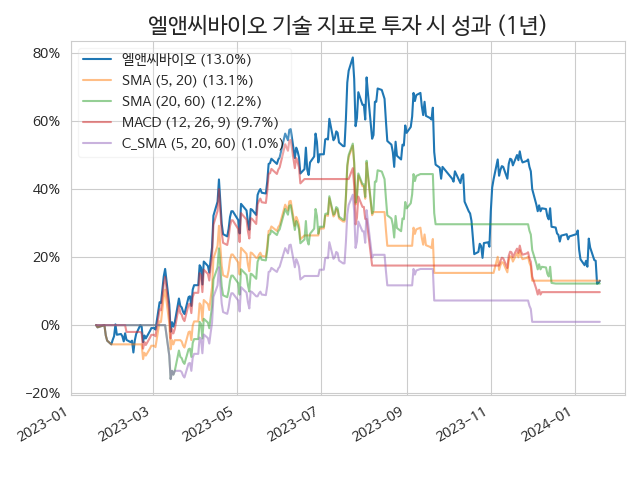 엘앤씨바이오 기술 지표로 투자 시 성과 (1년)
80%
60%
40%
20%
0%
−20%
엘앤씨바이오 (13.0%)
SMA (5, 20) (13.1%)
SMA (20, 60) (12.2%)
MACD (12, 26, 9) (9.7%)
C_SMA (5, 20, 60) (1.0%)
2023−01
2023−03
2023−05
2023−07
2023−09
2023−11
2024−01